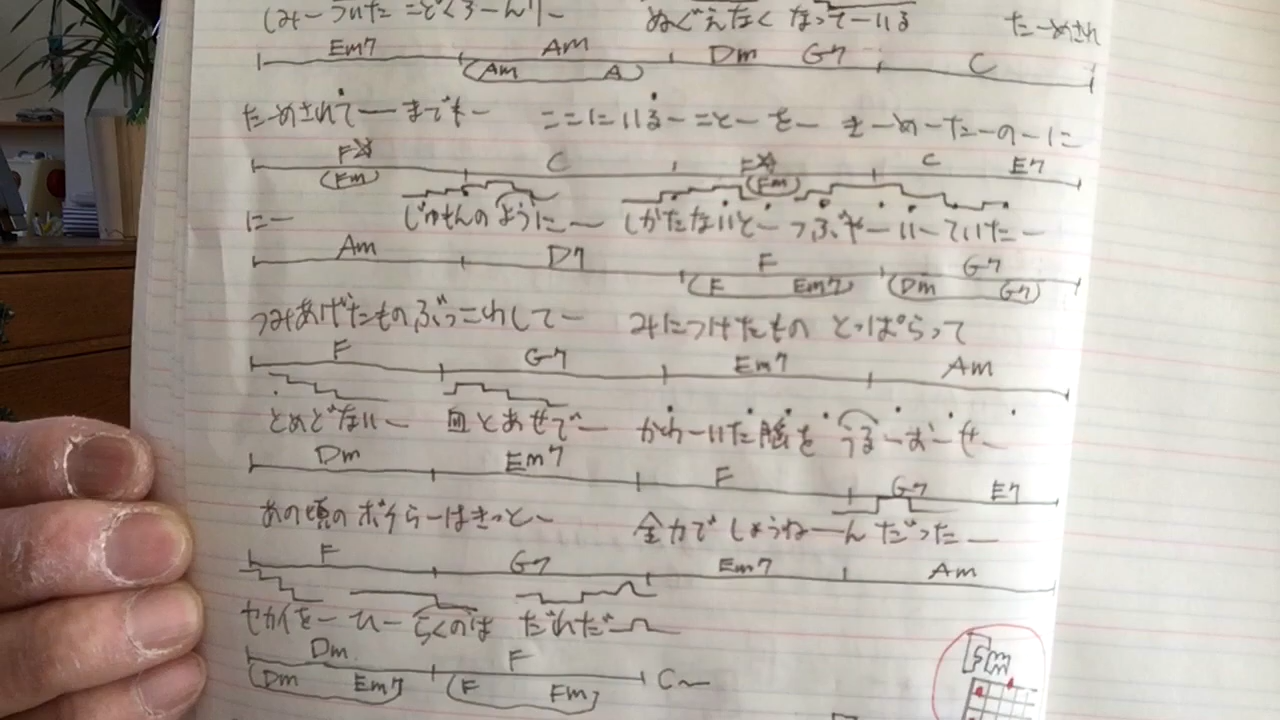 しみーついた こどくろーんりー ぬぐえなく なってーいる たーめされ
Em7 Am Dm G7 C
(Am A)
ためされてーまでもー ここにいるーことーをー きーめーたーのーに
F C F C E7
(Fm) (Fm)
にー じゅもんのようにー しかたないとーつぶやーいーていたー
Am D7 F G7
(F Em7) (Dm G7)
つみあげたものぶっこわしてー みにつけたもの とっぱらって
F G7 Em7 Am
とめどないー 血とあせでー かわーいた脳を うるーおーせー
Dm Em7 F G7 E7
あの頃のボくらーはきっとー 全力でしょうねーんだったー
F G7 Em7 Am
セカイをーひーらくのは だれだー
Dm F C〜
(Dm Em7) (F Fm)